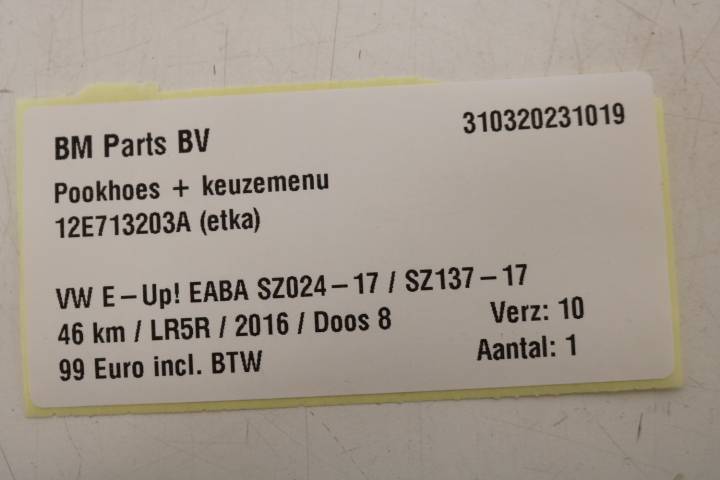 BM Parts BV 310320231019
Pookhoes + keuzemenu
12E713203A (etka)
VW E-Up! EABA SZ024-17 / SZ137-17
46 km / LR5R / 2016 / Doos 8 Verz: 10
99 Euro incl. BTW Aantal: 1